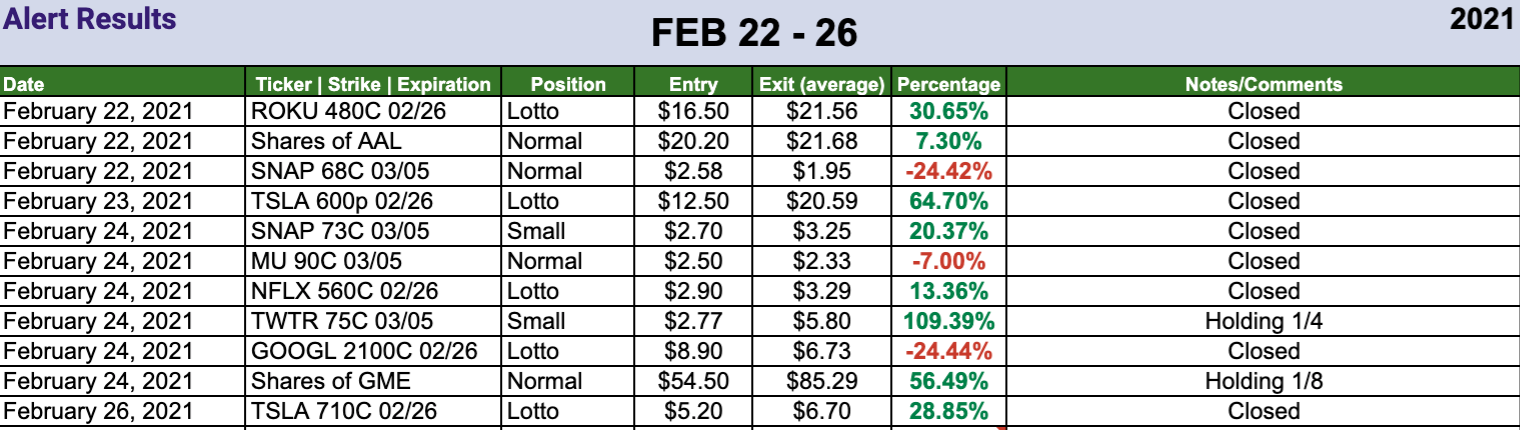 Alert Results FEB 22 - 26 2021
Date Ticker | Strike | Expiration Position Entry Exit (average) Percentage Notes/Comments
February 22, 2021 ROKU 480C 02/26 Lotto $16.50 $21.56 30.65% Closed
February 22, 2021 Shares of AAL Normal $20.20 $21.68 7.30% Closed
February 22, 2021 SNAP 68C 03/05 Normal $2.58 $1.95 -24.42% Closed
February 23, 2021 TSLA 600p 02/26 Lotto $12.50 $20.59 64.70% Closed
February 24, 2021 SNAP 73C 03/05 Small $2.70 $3.25 20.37% Closed
February 24, 2021 MU 90C 03/05 Normal $2.50 $2.33 -7.00% Closed
February 24, 2021 NFLX 560C 02/26 Lotto $2.90 $3.29 13.36% Closed
February 24, 2021 TWTR 75C 03/05 Small $2.77 $5.80 109.39% Holding 1/4
February 24, 2021 GOOGL 2100C 02/26 Lotto $8.90 $6.73 -24.44% Closed
February 24, 2021 Shares of GME Normal $54.50 $85.29 56.49% Holding 1/8
February 26, 2021 TSLA 710C 02/26 Lotto $5.20 $6.70 28.85% Closed